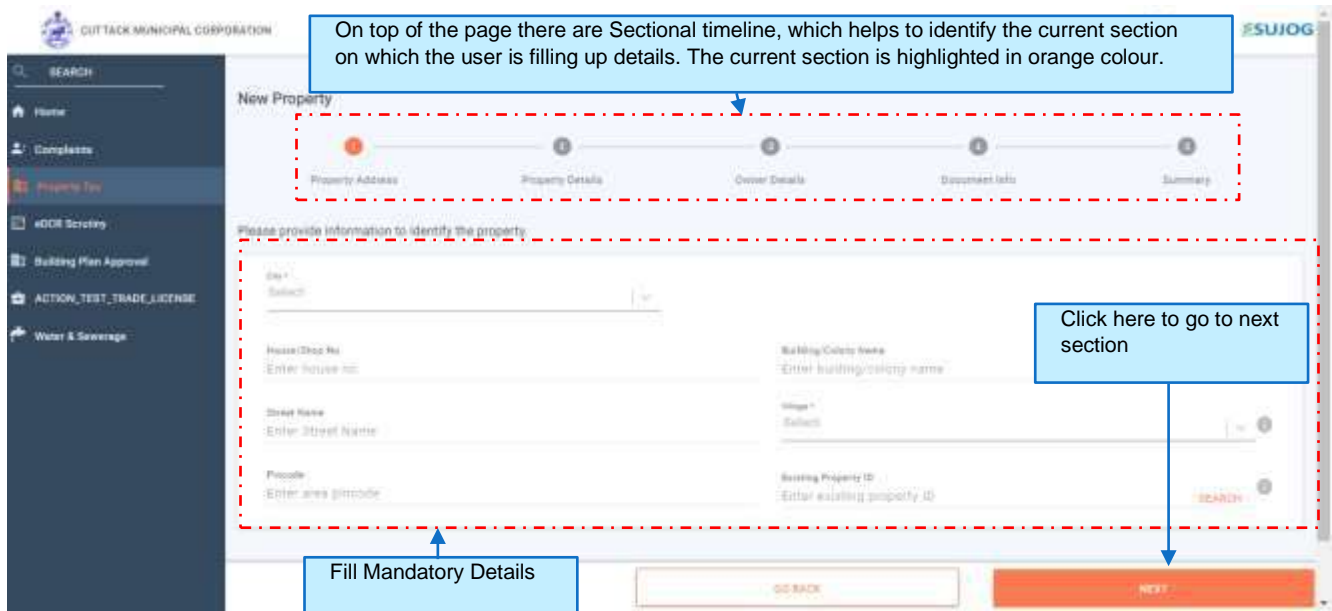 CUTTACK MUNICIPAL CORPORATION
On top of the page there are Sectional timeline, which helps to identify the current section
on which the user is filling up details. The current section is highlighted in orange colour.
SUJOG
SEARCH
Home
Complaints
Property Tax
eDCR Scrutiny
Building Plan Approval
ACTION_TEST_TRADE_LICENSE
Water & Sewerage
New Property
1
2
3
4
5
Property Address
Property Details
Owner Details
Document Info
Summary
Please provide information to identify the property.
City *
Select
Click here to go to next
section
House/Shop No
Enter house no
Building/Colony Name
Enter building/colony name
Street Name
Enter Street Name
Select
Pincode
Enter area pincode
Existing Property ID
Enter existing property ID
SEARCH
Fill Mandatory Details
GO BACK
NEXT